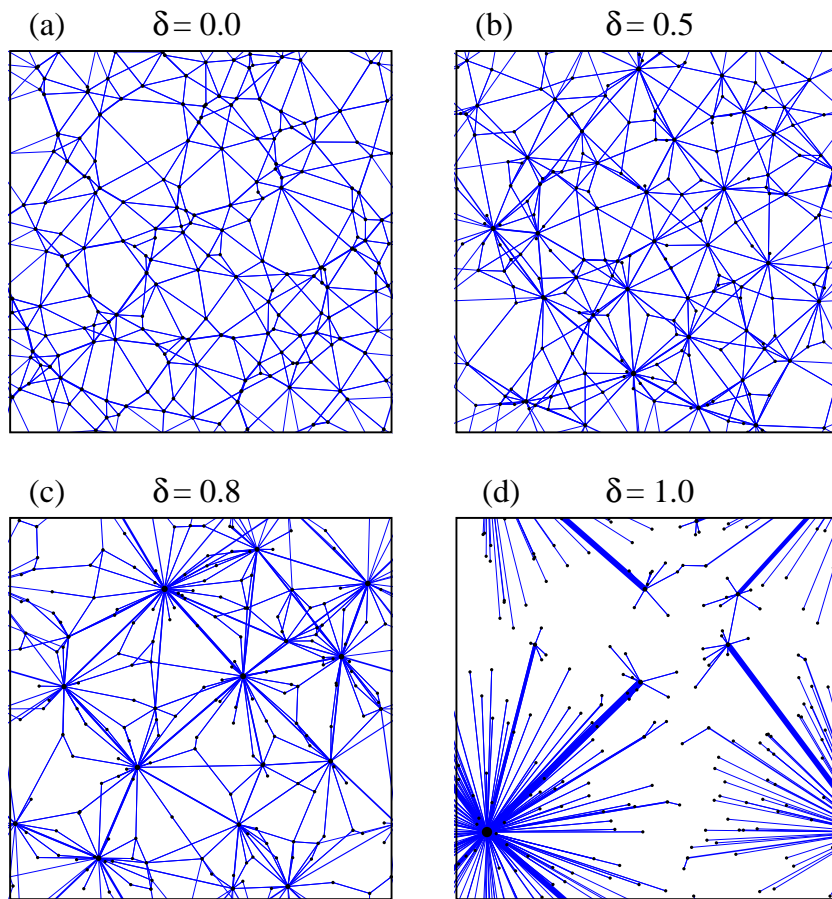 (a) δ = 0.0
(b) δ = 0.5
(c) δ = 0.8
(d) δ = 1.0